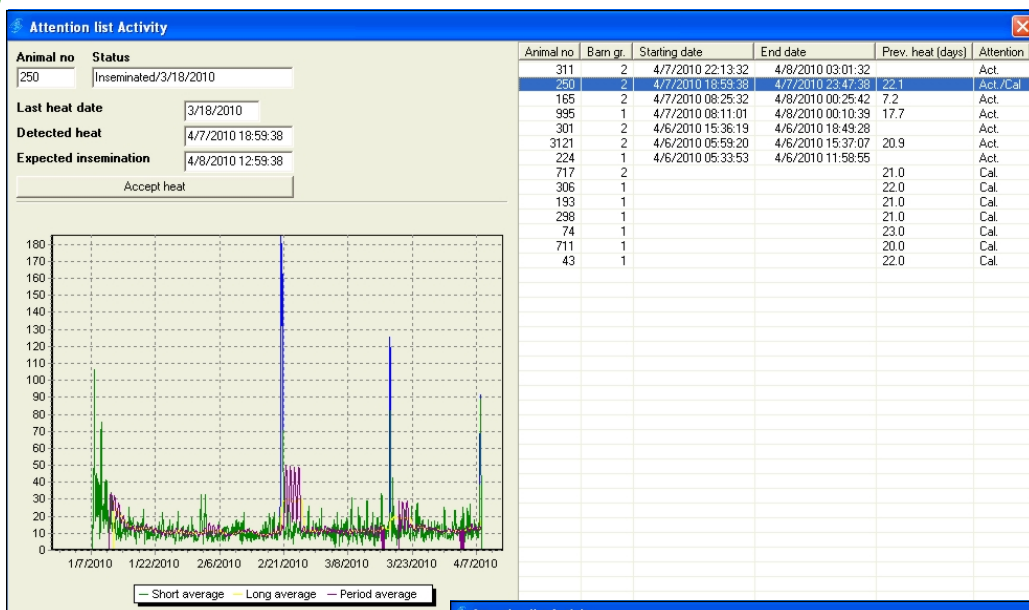 Attention list Activity
Animal no Status
250 Inseminated/3/18/2010
Last heat date 3/18/2010
Detected heat 4/7/2010 18:59:38
Expected insemination 4/8/2010 12:59:38
Accept heat
180
170
160
150
140
130
120
110
100
90
80
70
60
50
40
30
20
10
0
1/7/2010 1/22/2010 2/6/2010 2/21/2010 3/8/2010 3/23/2010 4/7/2010
Short average Long average Period average
Animal no Barn gr. Starting date End date Prev. heat (days) Attention
311 2 4/7/2010 22:13:32 4/8/2010 03:01:32 Act.
250 2 4/7/2010 18:59:38 4/7/2010 23:47:38 22.1 Act./Cal
165 2 4/7/2010 08:25:32 4/8/2010 00:25:42 7.2 Act.
995 1 4/7/2010 08:11:01 4/8/2010 00:10:39 17.7 Act.
301 2 4/6/2010 15:36:19 4/6/2010 18:49:28 Act.
3121 2 4/6/2010 05:59:20 4/6/2010 15:37:07 20.9 Act.
224 1 4/6/2010 05:33:53 4/6/2010 11:58:55 Act.
717 2 21.0 Cal.
306 1 22.0 Cal.
193 1 21.0 Cal.
298 1 21.0 Cal.
74 1 23.0 Cal.
711 1 20.0 Cal.
43 1 22.0 Cal.